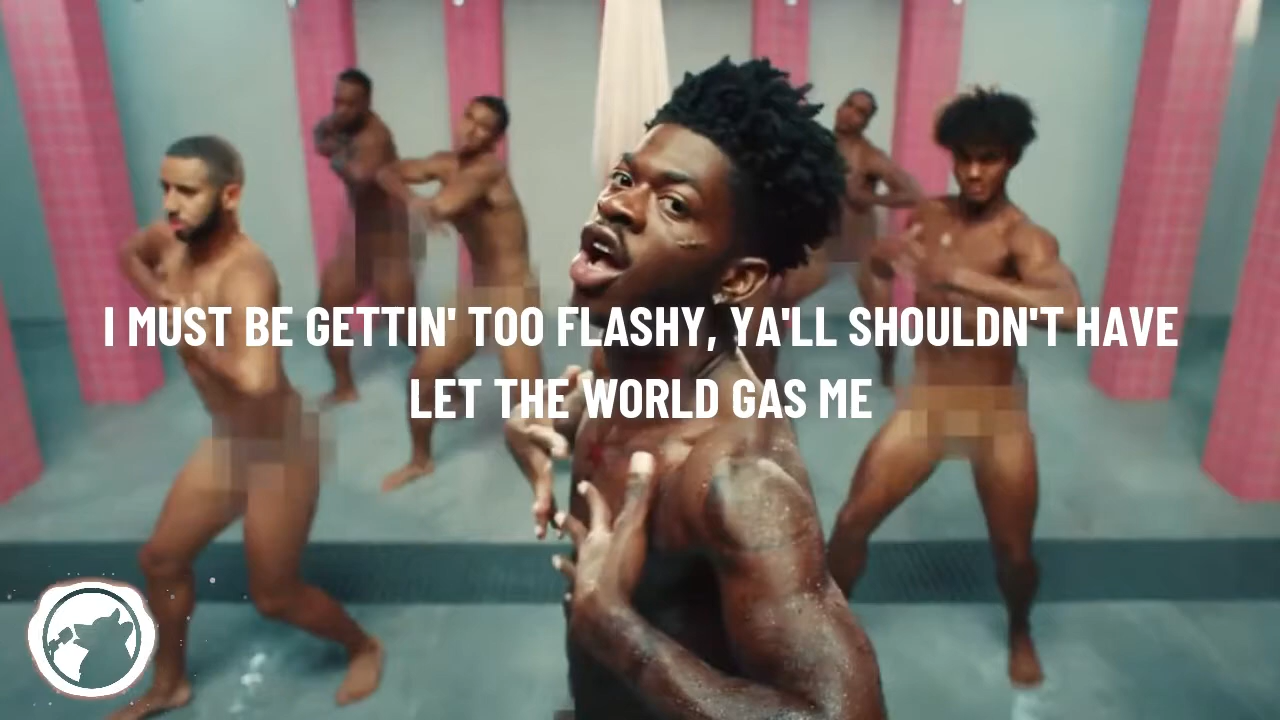 I MUST BE GETTIN' TOO FLASHY, YA'LL SHOULDN'T HAVE
LET THE WORLD GAS ME